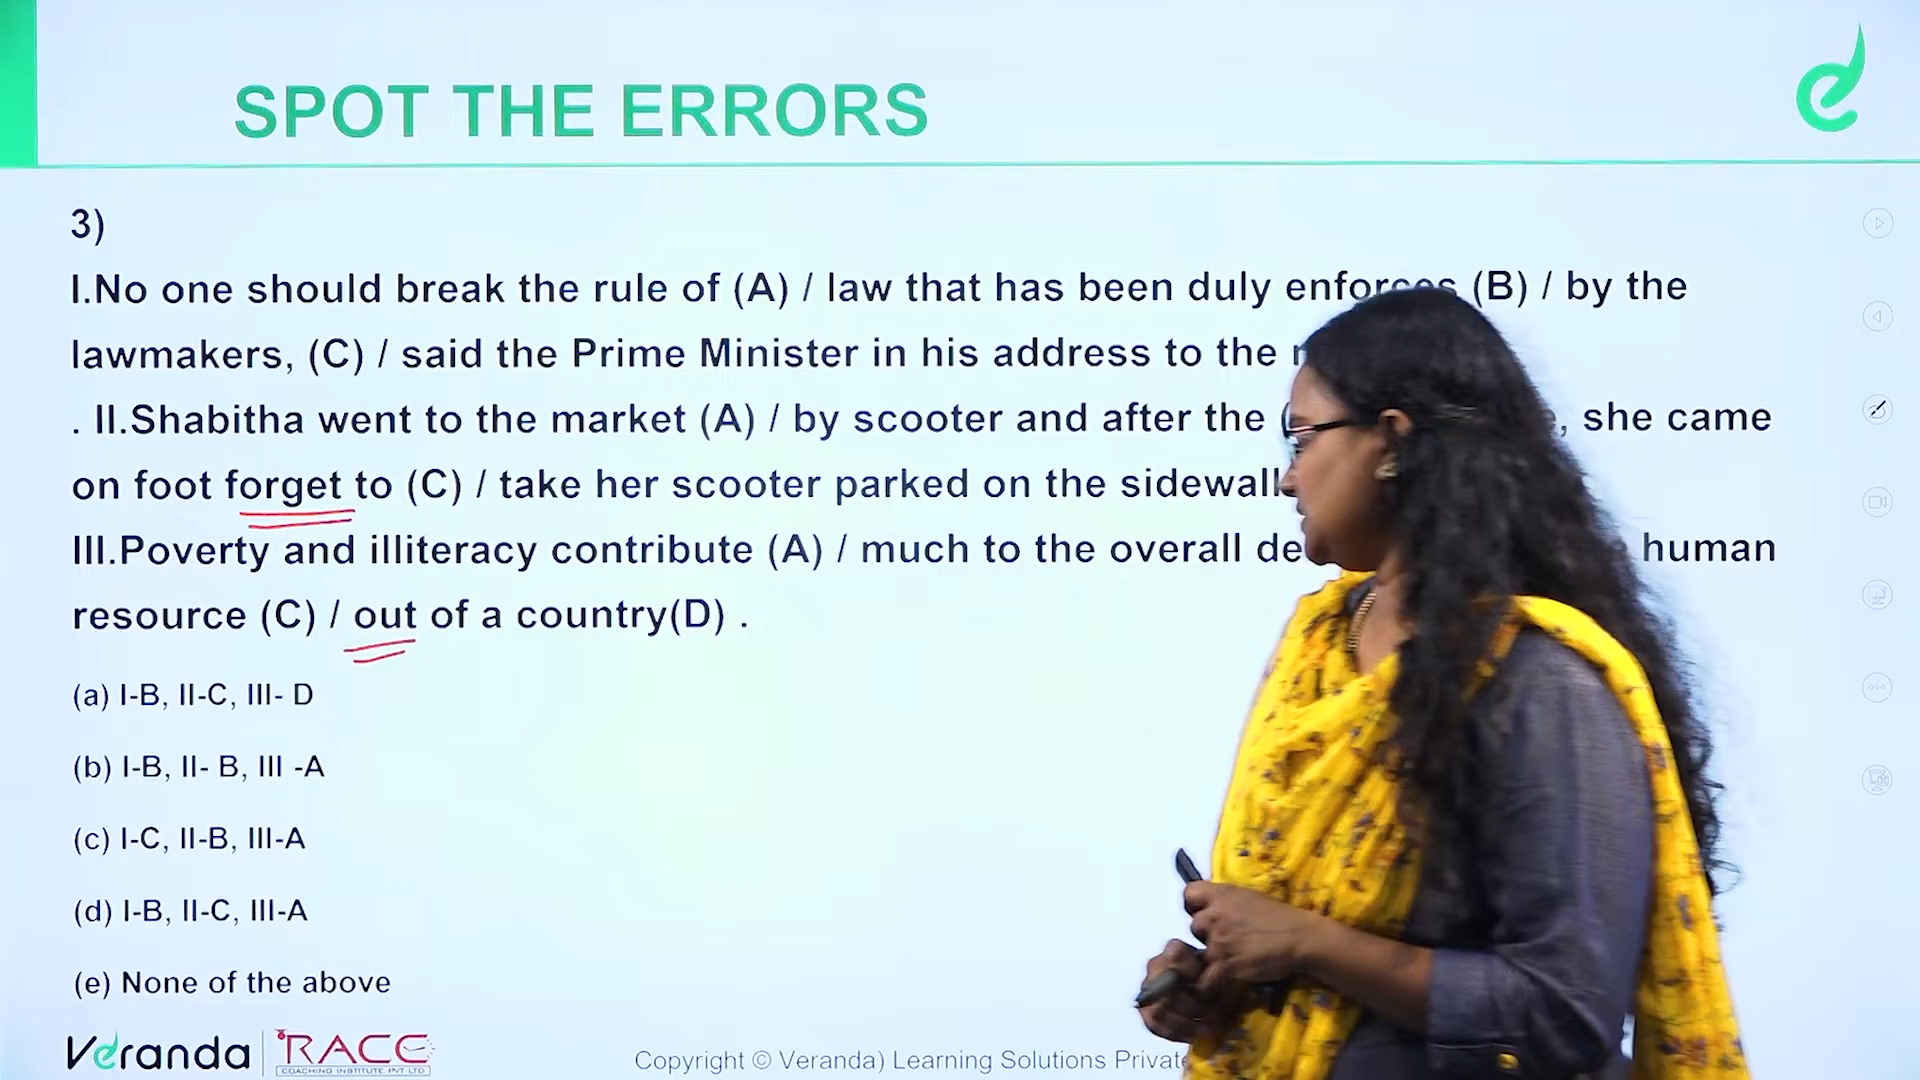 SPOT THE ERRORS
3)
I.No one should break the rule of (A) / law that has been duly enforces (B) / by the
lawmakers, (C) / said the Prime Minister in his address to the
. II.Shabitha went to the market (A) / by scooter and after the , she came
on foot forget to (C) / take her scooter parked on the
III.Poverty and illiteracy contribute (A) / much to the overall human
resource (C) / out of a country(D) .
(a) I-B, II-C, III- D
(b) I-B, II- B, III -A
(c) I-C, II-B, III-A
(d) I-B, II-C, III-A
(e) None of the above
Veranda RACE
COACHING INSTITUTE PVT LTD
Copyright © Veranda) Learning Solutions